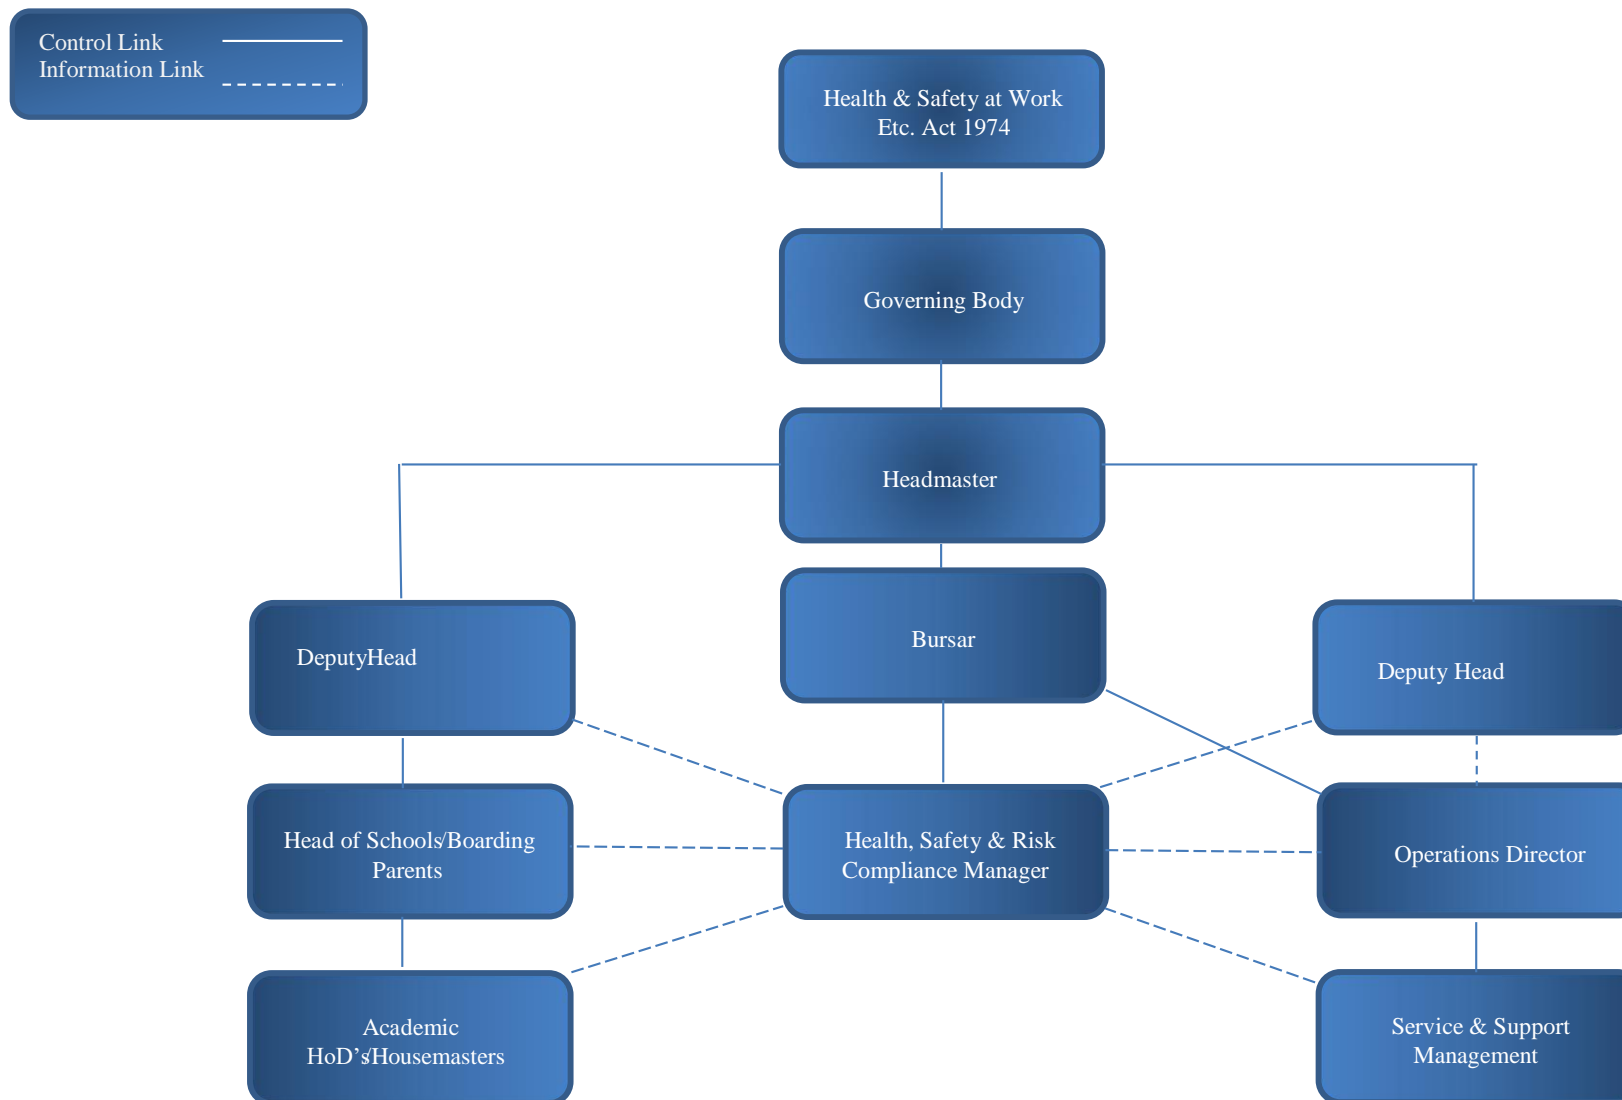 Control Link
Information Link
Health & Safety at Work
Etc. Act 1974
Governing Body
Headmaster
Bursar
DeputyHead
Deputy Head
Head of Schools/Boarding
Parents
Health, Safety & Risk
Compliance Manager
Operations Director
Academic
HoD's/Housemasters
Service & Support
Management